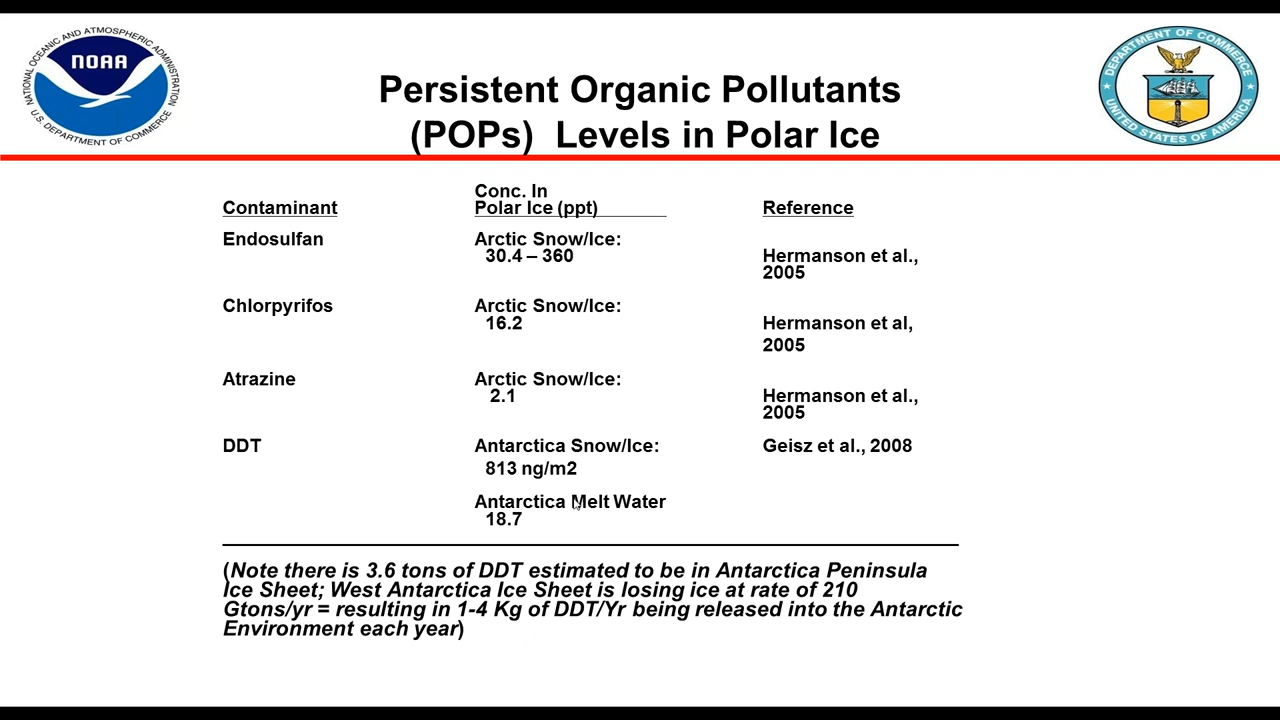 NATIONAL OCEANIC AND ATMOSPHERIC ADMINISTRATION
NOAA
U.S. DEPARTMENT OF COMMERCE
DEPARTMENT OF COMMERCE
UNITED STATES OF AMERICA
Persistent Organic Pollutants
(POPs) Levels in Polar Ice
Conc. In
Contaminant Polar Ice (ppt) Reference
Endosulfan Arctic Snow/Ice:
30.4 – 360 Hermanson et al.,
2005
Chlorpyrifos Arctic Snow/Ice:
16.2 Hermanson et al,
2005
Atrazine Arctic Snow/Ice:
2.1 Hermanson et al.,
2005
DDT Antarctica Snow/Ice: Geisz et al., 2008
813 ng/m2
Antarctica Melt Water
18.7
(Note there is 3.6 tons of DDT estimated to be in Antarctica Peninsula
Ice Sheet; West Antarctica Ice Sheet is losing ice at rate of 210
Gtons/yr = resulting in 1-4 Kg of DDT/Yr being released into the Antarctic
Environment each year)